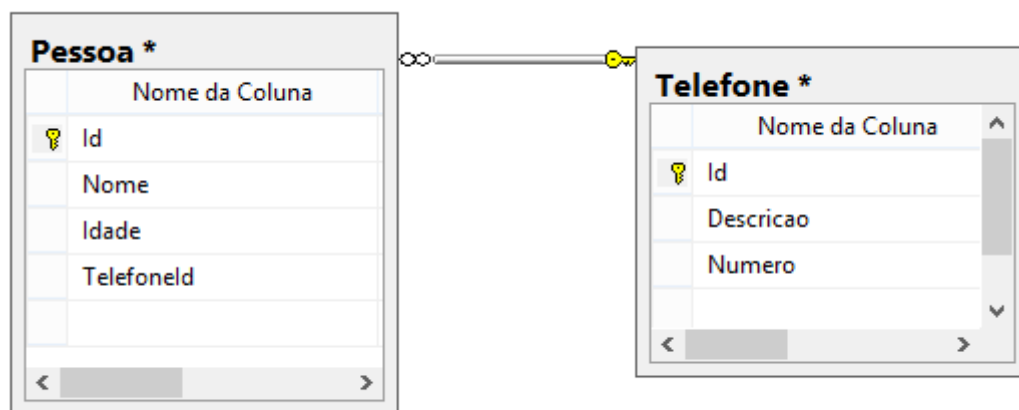 Pessoa *
Nome da Coluna
Id
Nome
Idade
TelefoneId
Telefone *
Nome da Coluna
Id
Descricao
Numero